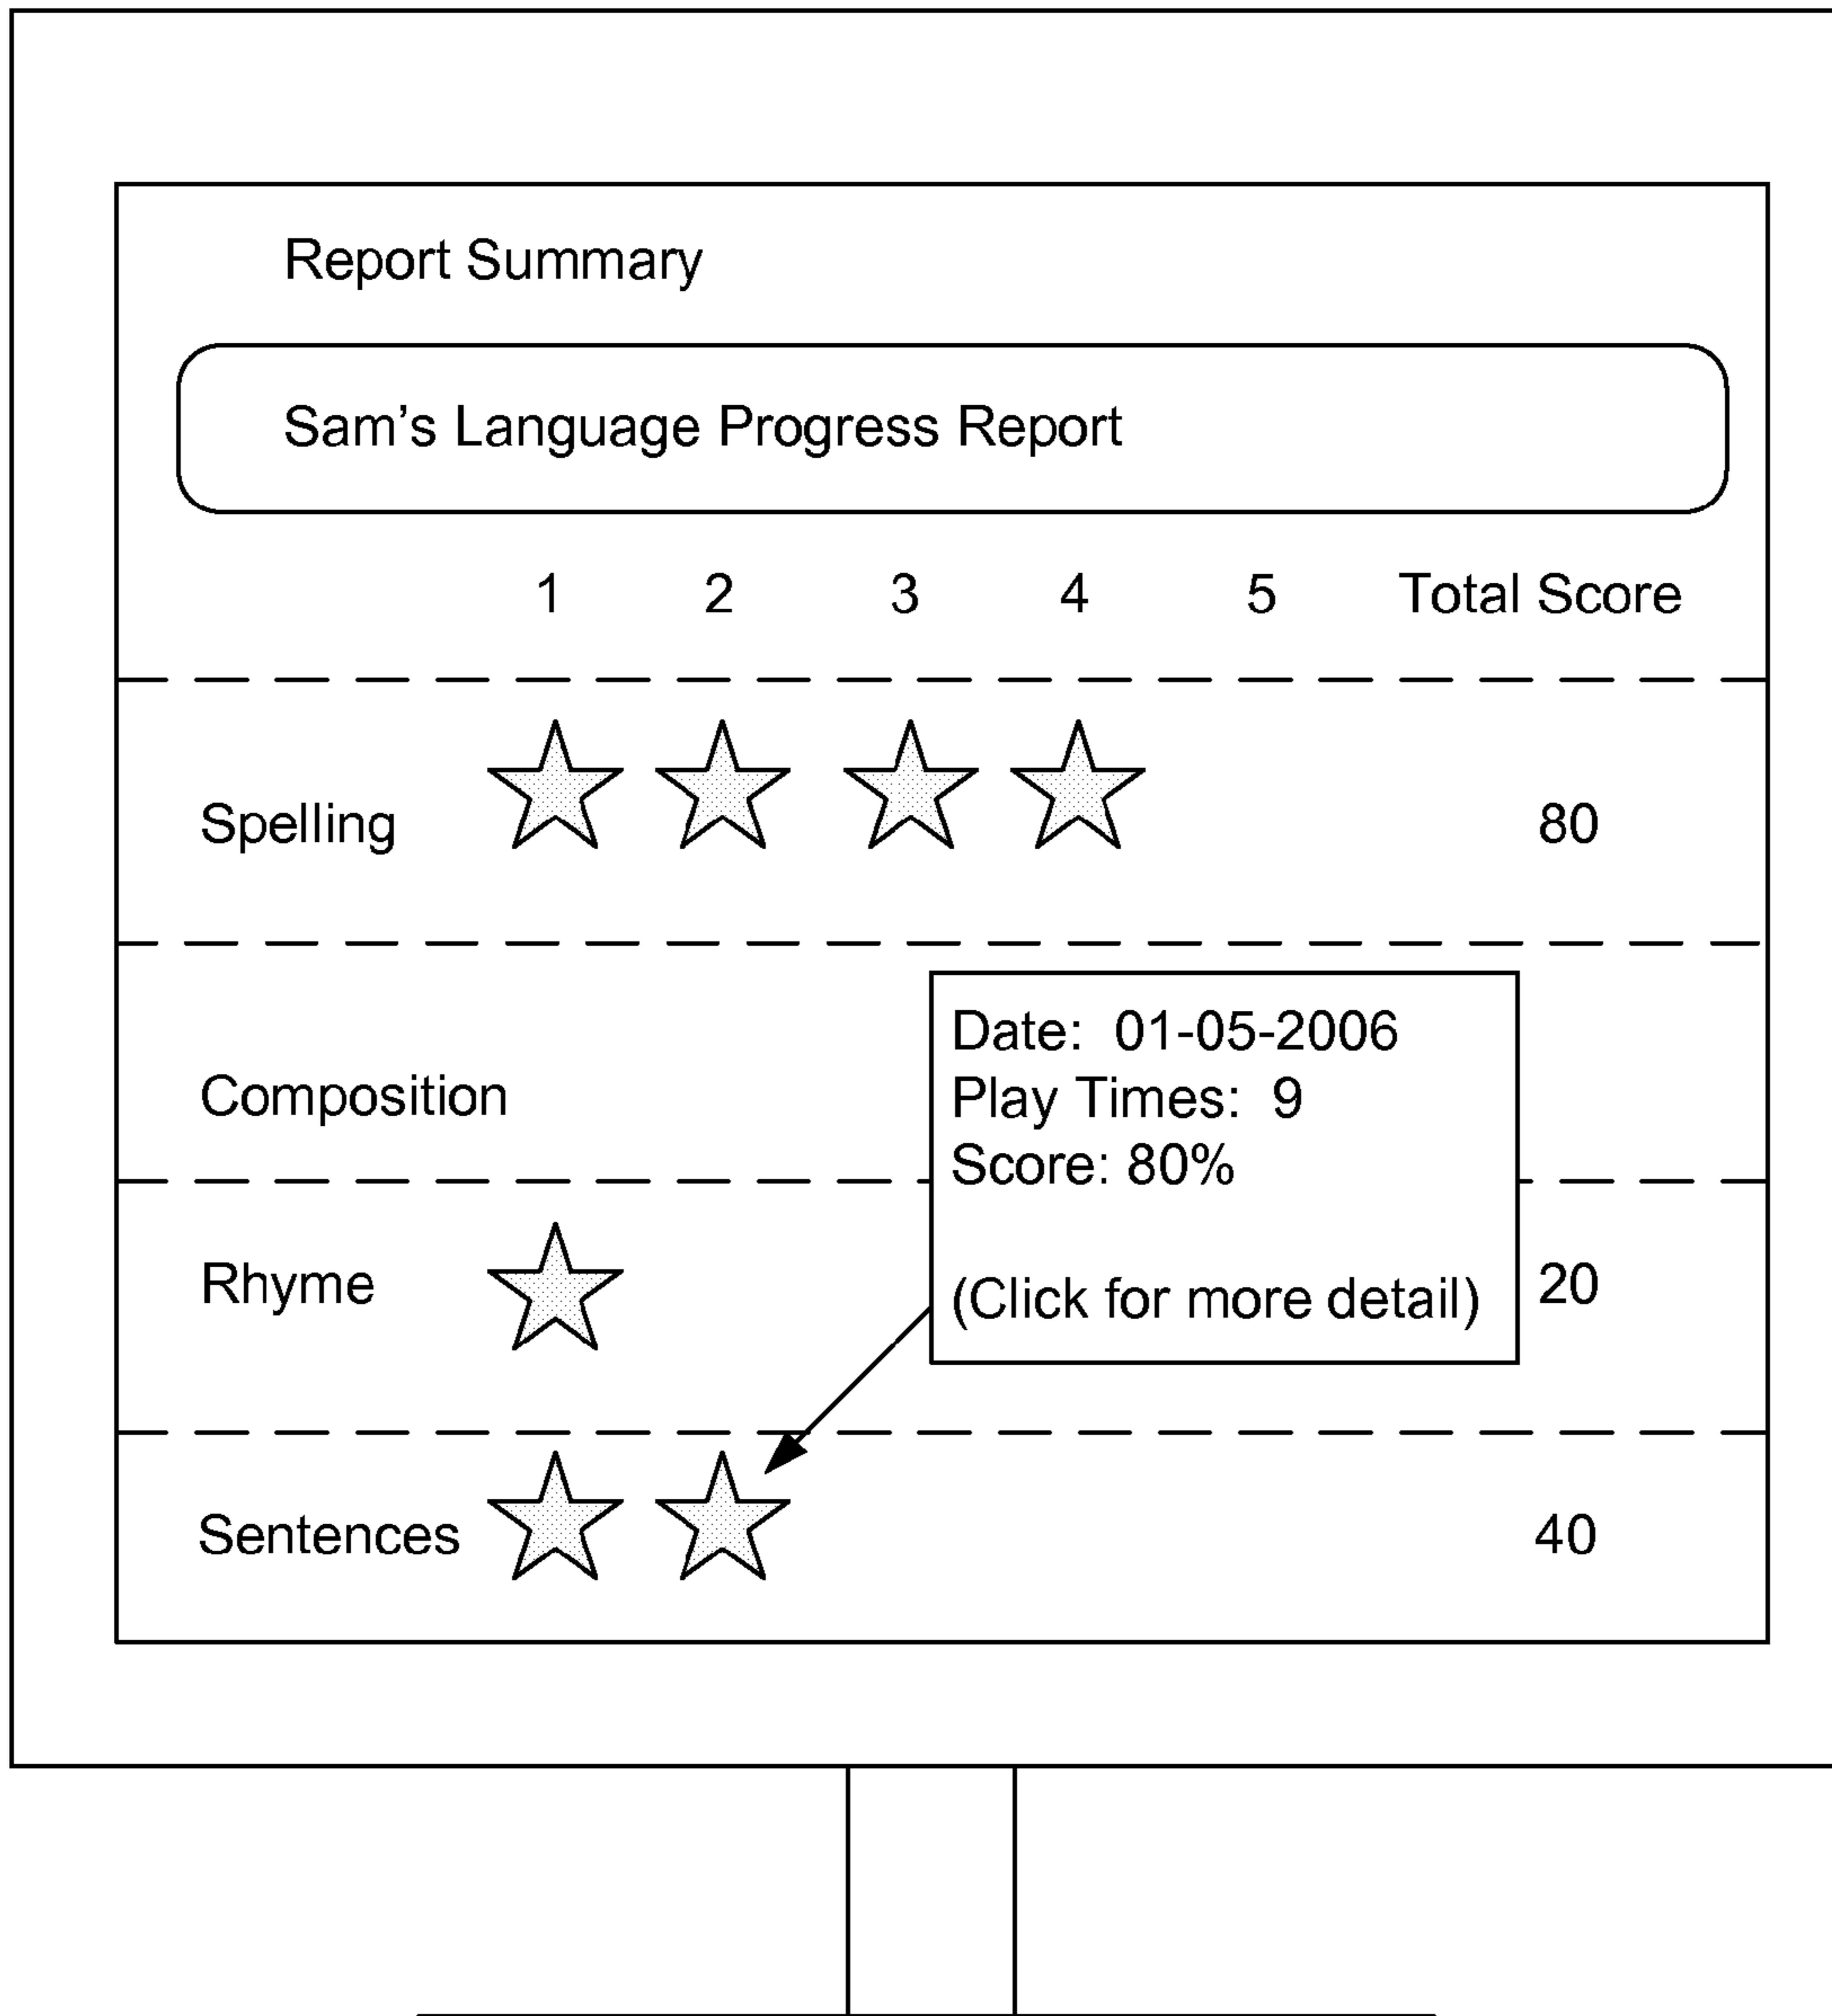 Report Summary
Sam's Language Progress Report
1 2 3 4 5 Total Score
Spelling 80
Composition
Date: 01-05-2006
Play Times: 9
Score: 80%
(Click for more detail)
Rhyme 20
Sentences 40